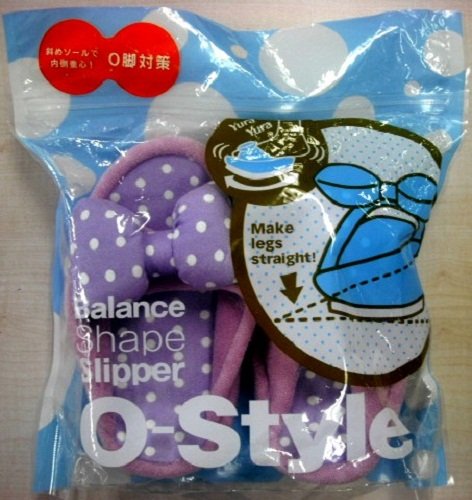 斜めソールで
内側重心!
O脚対策
Yura
Yura
Make
legs
straight!
Balance
Shape
Slipper
O-Style